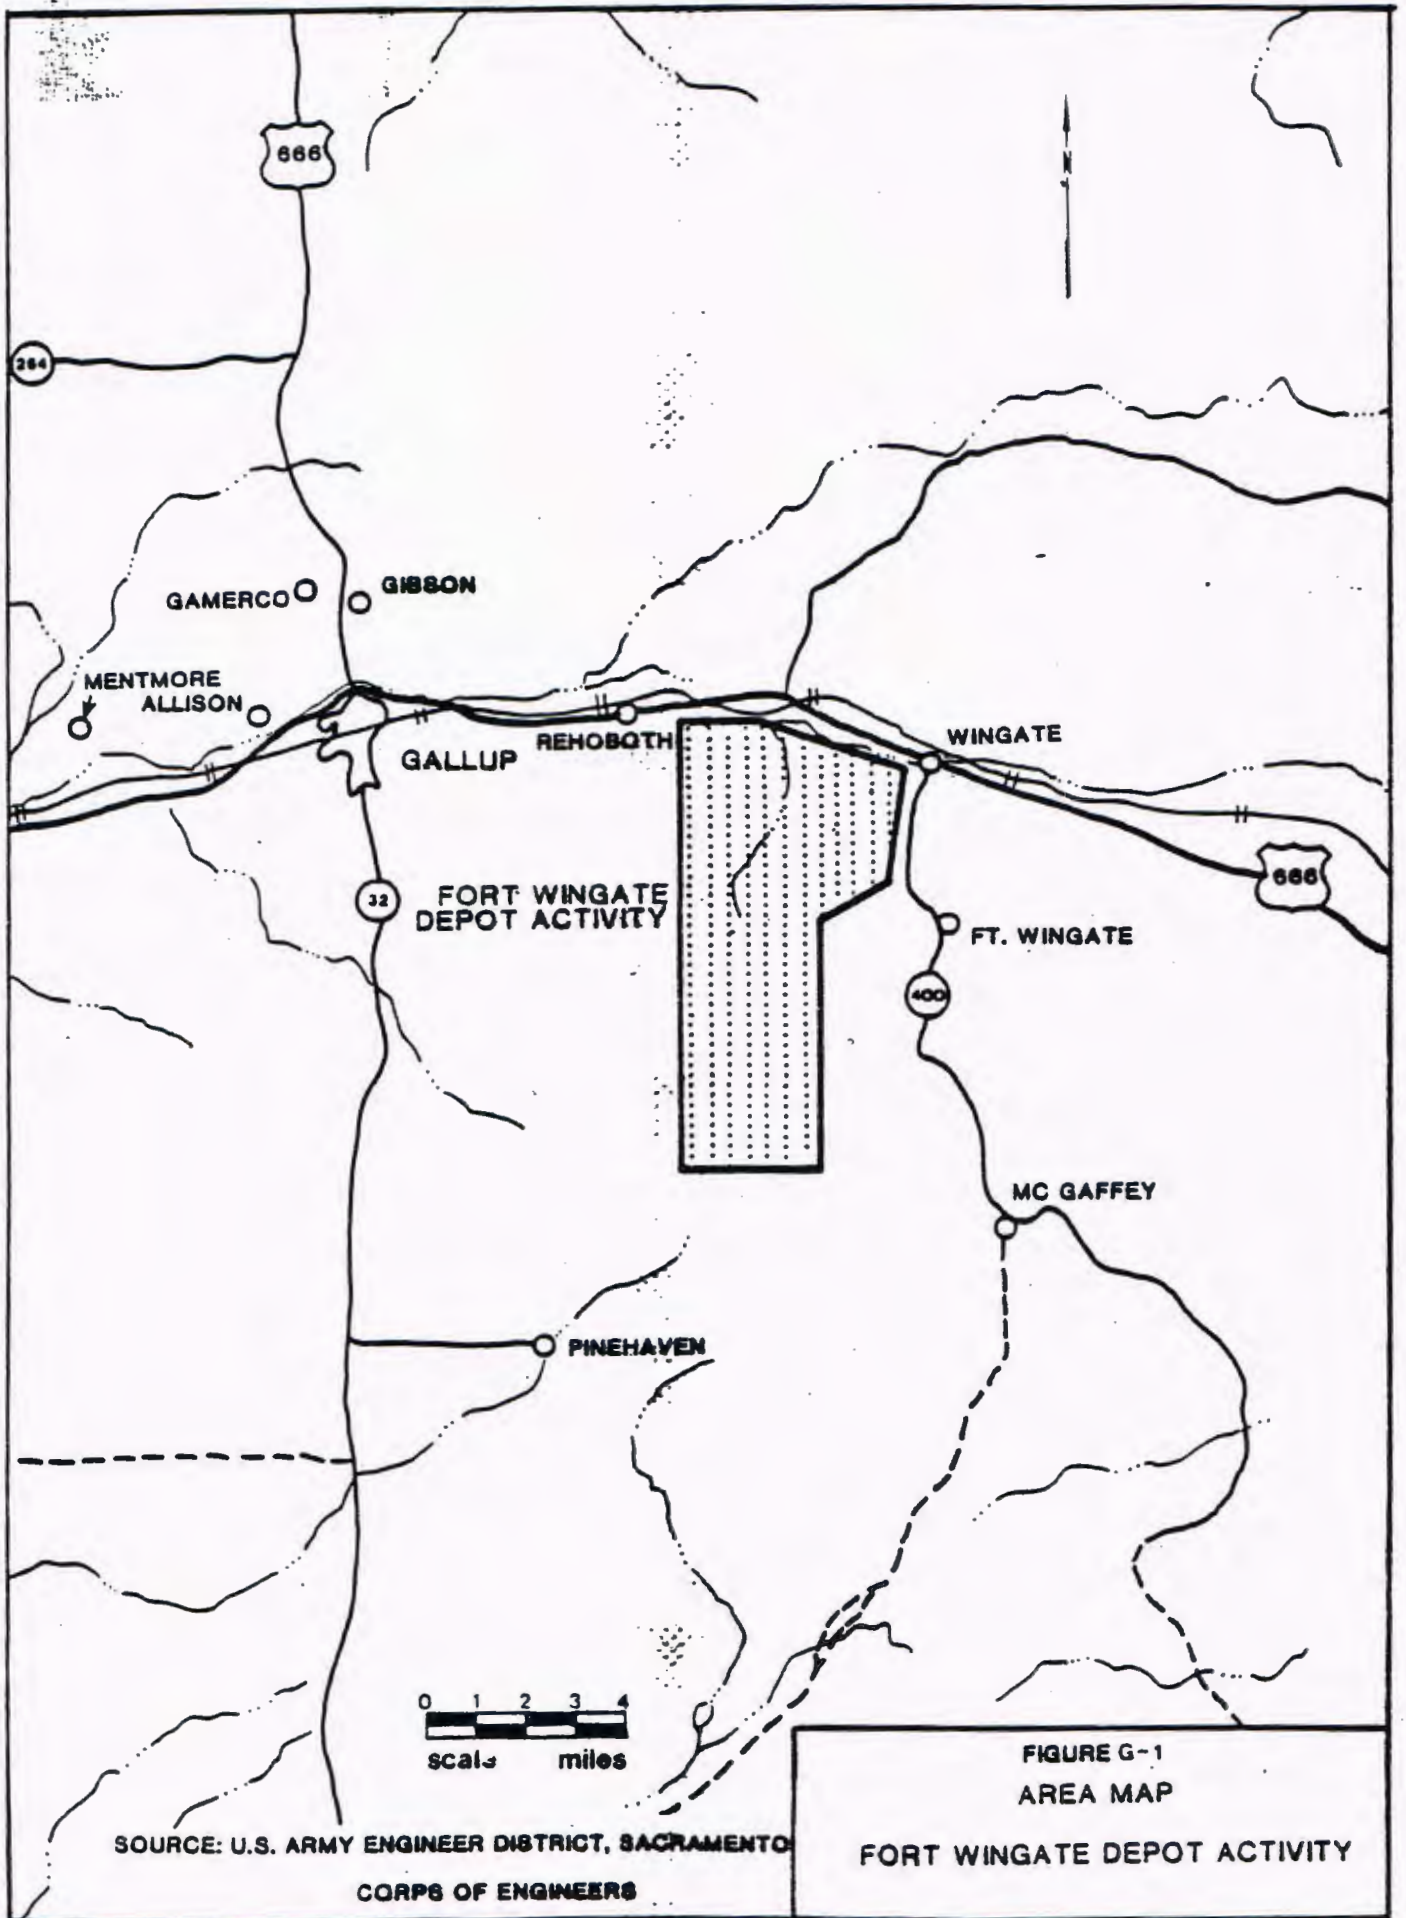 666
N
264
GAMERCO
GIBSON
MENTMORE
ALLISON
GALLUP
REHOBOTH
WINGATE
666
32
FORT WINGATE
DEPOT ACTIVITY
FT. WINGATE
400
MC GAFFEY
PINEHAVEN
0 1 2 3 4
scale miles
FIGURE G-1
AREA MAP
FORT WINGATE DEPOT ACTIVITY
SOURCE: U.S. ARMY ENGINEER DISTRICT, SACRAMENTO
CORPS OF ENGINEERS